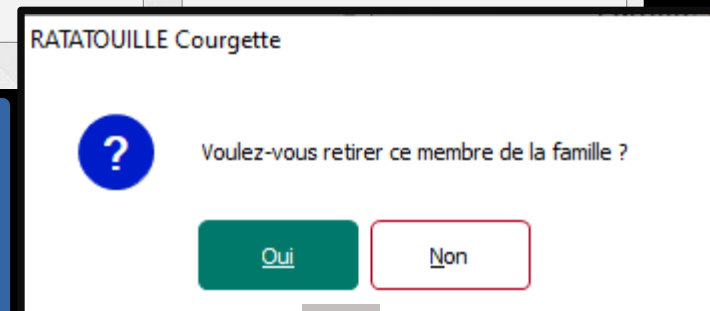 RATATOUILLE Courgette
?
Voulez-vous retirer ce membre de la famille ?
Oui
Non